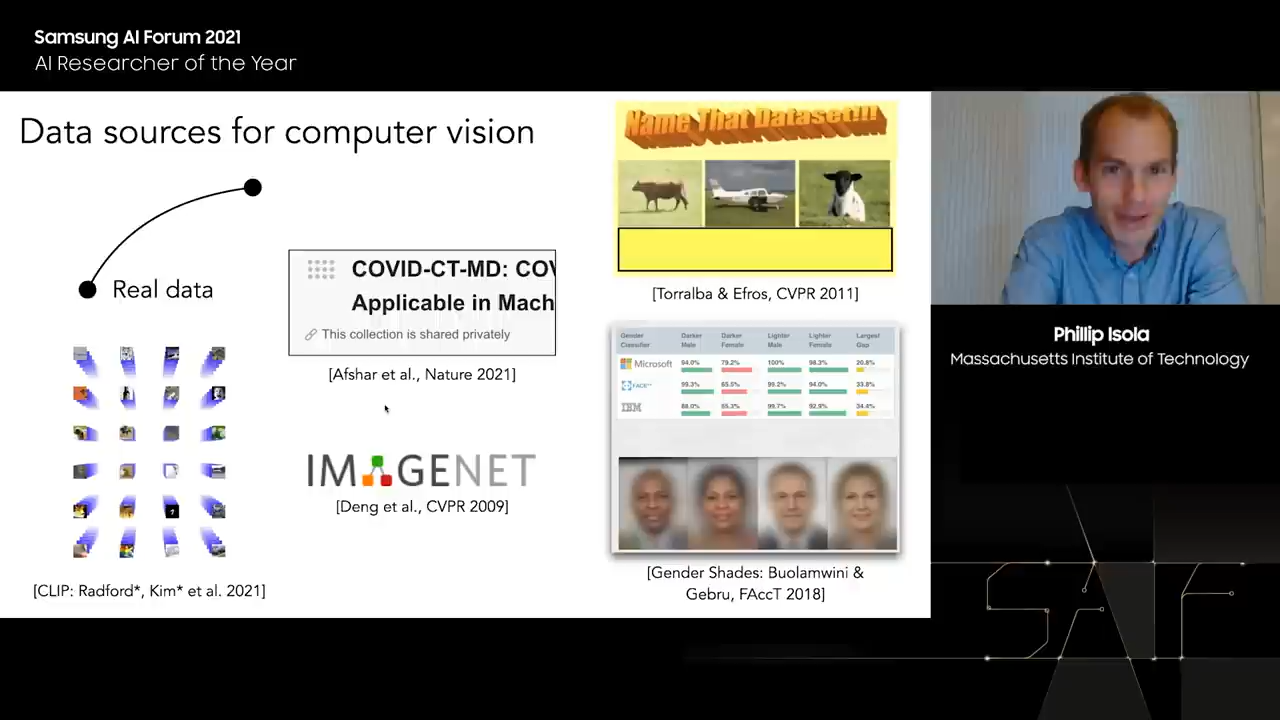 Samsung AI Forum 2021
AI Researcher of the Year
Data sources for computer vision
Real data
[CLIP: Radford*, Kim* et al. 2021]
COVID-CT-MD: COV
Applicable in Mach
This collection is shared privately
[Afshar et al., Nature 2021]
IMAGENET
[Deng et al., CVPR 2009]
Name That Dataset!!!
[Torralba & Efros, CVPR 2011]
Gender Classifier Darker Male Darker Female Lighter Male Lighter Female Largest Gap
Microsoft 94.0% 79.2% 100% 98.3% 20.8%
FACE++ 99.3% 65.5% 99.2% 94.0% 33.8%
IBM 88.0% 65.3% 99.7% 92.9% 34.4%
[Gender Shades: Buolamwini &
Gebru, FAccT 2018]
Phillip Isola
Massachusetts Institute of Technology
SAIF